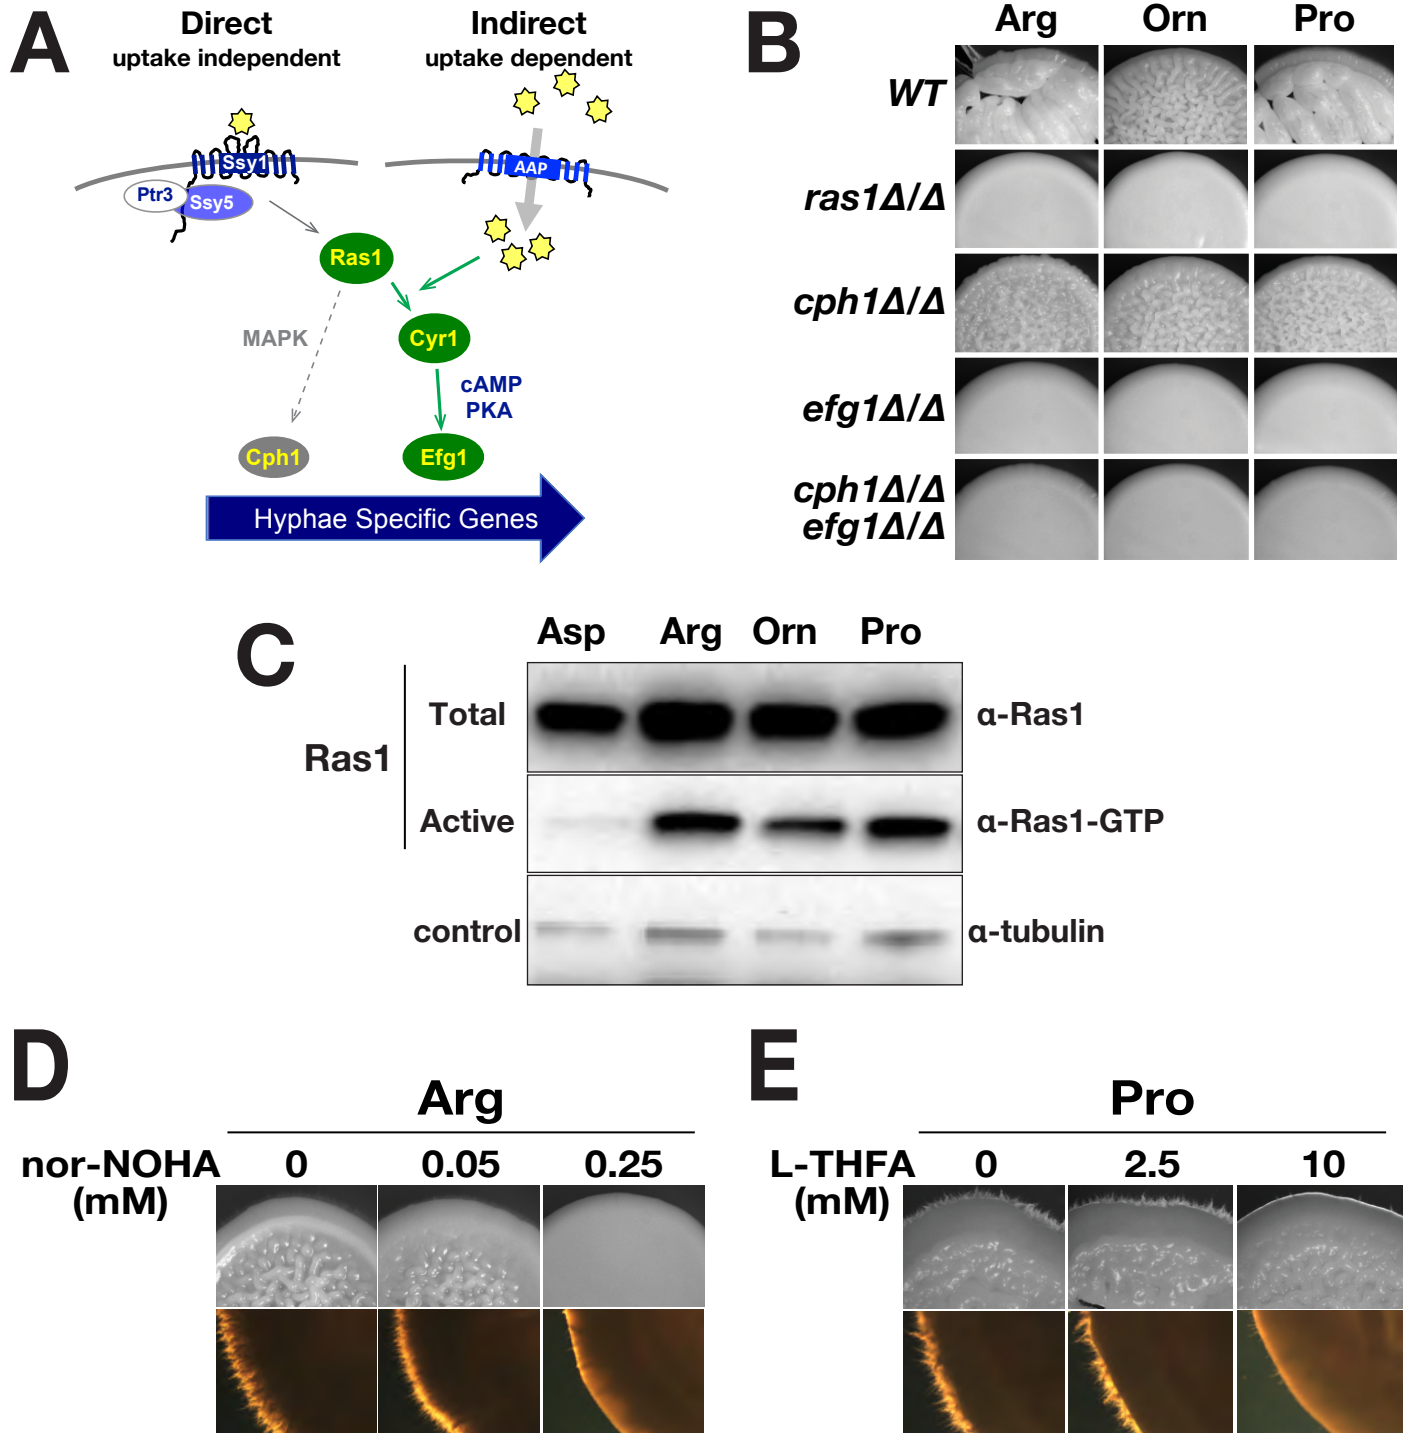 A
Direct
uptake independent
Indirect
uptake dependent
Ssy1
AAP
Ptr3
Ssy5
Ras1
Cyr1
MAPK
cAMP
PKA
Cph1
Efg1
Hyphae Specific Genes
B
Arg Orn Pro
WT
ras1Δ/Δ
cph1Δ/Δ
efg1Δ/Δ
cph1Δ/Δ
efg1Δ/Δ
C
Asp Arg Orn Pro
Ras1
Total
α-Ras1
Active
α-Ras1-GTP
control
α-tubulin
D
Arg
nor-NOHA 0 0.05 0.25
(mM)
E
Pro
L-THFA 0 2.5 10
(mM)